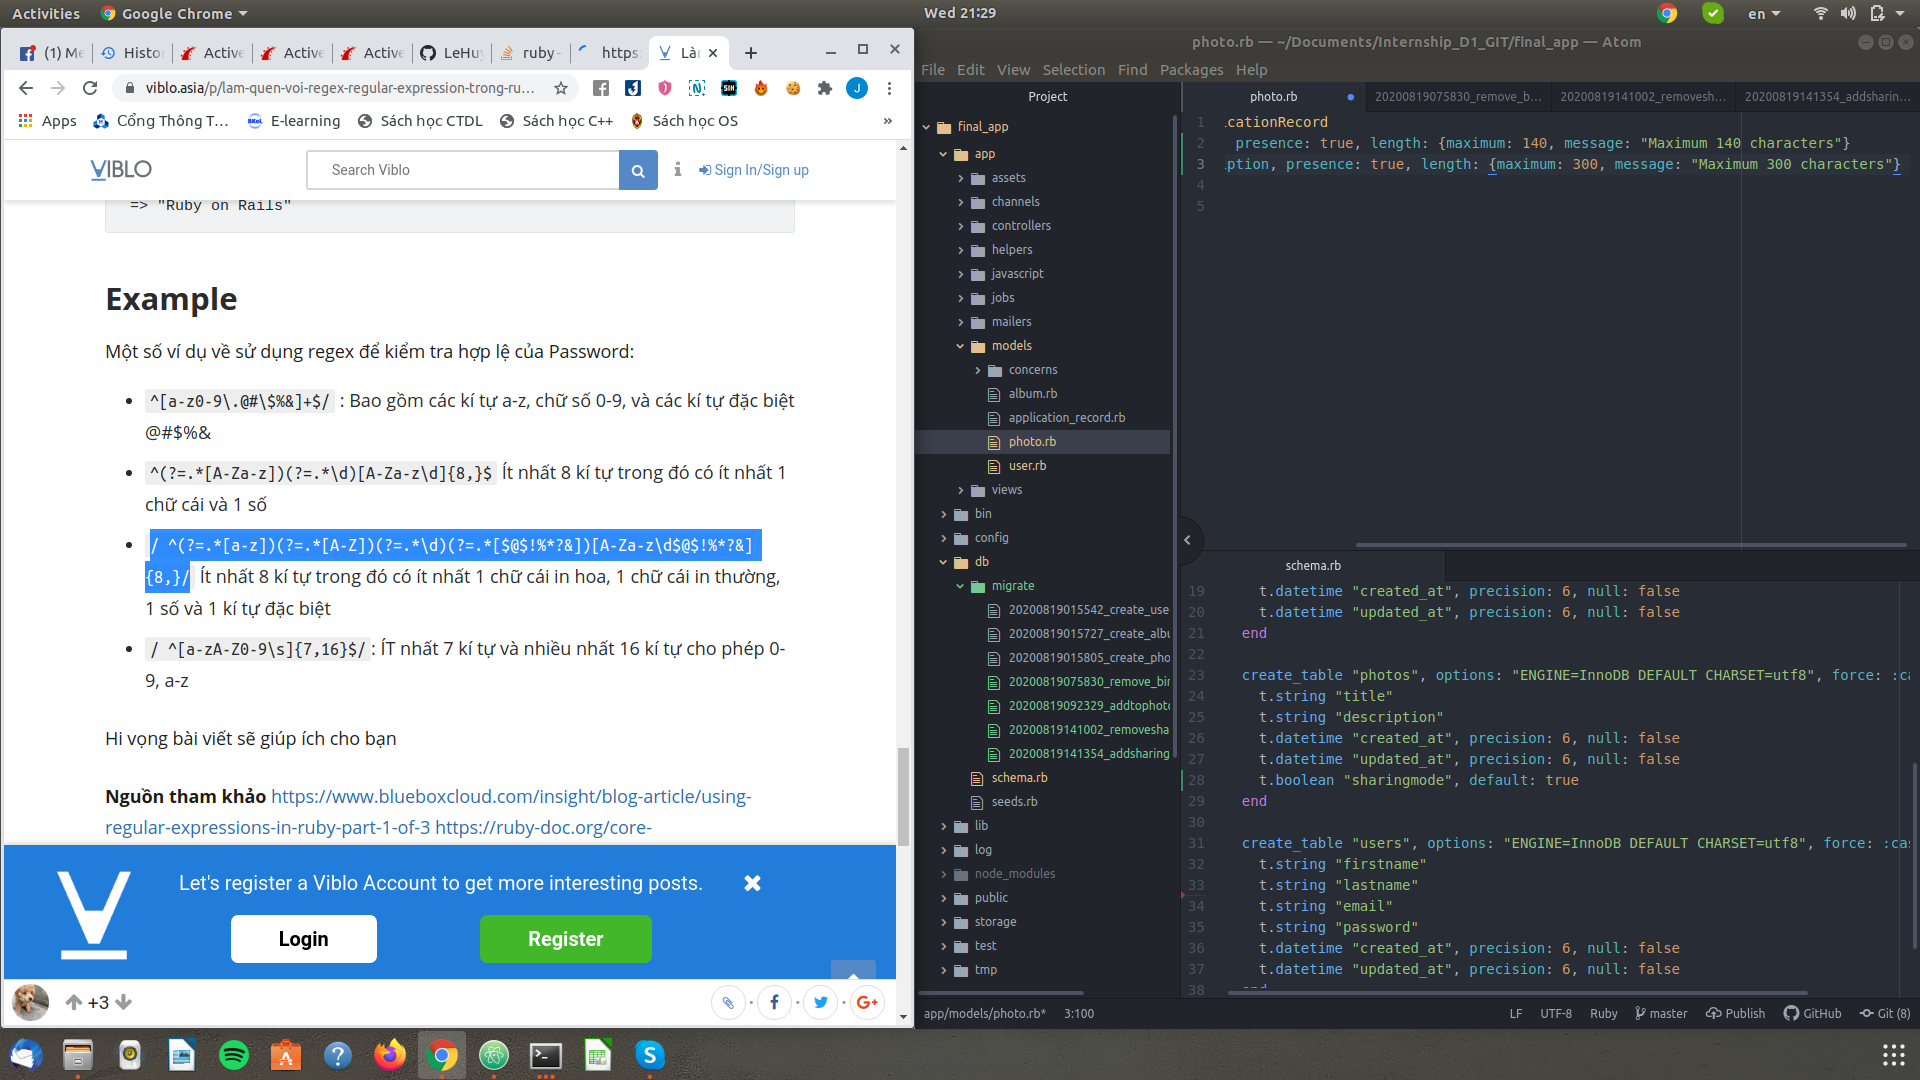 Activities
Google Chrome
Wed 21:29
en
(1) Me
Histo
Active
Active
Active
LeHu
ruby
https:
Là
viblo.asia/p/lam-quen-voi-regex-regular-expression-trong-ru...
J
Apps
Cổng Thông T...
E-learning
Sách học CTDL
Sách học C++
Sách học OS
»
VIBLO
Search Viblo
Sign In/Sign up
=> "Ruby on Rails"
Example
Một số ví dụ về sử dụng regex để kiểm tra hợp lệ của Password:
^[a-z0-9\.@#\$%&]+$/ : Bao gồm các kí tự a-z, chữ số 0-9, và các kí tự đặc biệt
@#$%&
^(?=.*[A-Za-z])(?=.*\d)[A-Za-z\d]{8,}$ Ít nhất 8 kí tự trong đó có ít nhất 1
chữ cái và 1 số
/ ^(?=.*[a-z])(?=.*[A-Z])(?=.*\d)(?=.*[$@$!%*?&])[A-Za-z\d$@$!%*?&]
{8,}/ Ít nhất 8 kí tự trong đó có ít nhất 1 chữ cái in hoa, 1 chữ cái in thường,
1 số và 1 kí tự đặc biệt
/ ^[a-zA-Z0-9\s]{7,16}$/ : ÍT nhất 7 kí tự và nhiều nhất 16 kí tự cho phép 0-
9, a-z
Hi vọng bài viết sẽ giúp ích cho bạn
Nguồn tham khảo https://www.blueboxcloud.com/insight/blog-article/using-
regular-expressions-in-ruby-part-1-of-3 https://ruby-doc.org/core-
Let's register a Viblo Account to get more interesting posts.
Login
Register
+3
photo.rb — ~/Documents/Internship_D1_GIT/final_app — Atom
File Edit View Selection Find Packages Help
Project
final_app
app
assets
channels
controllers
helpers
javascript
jobs
mailers
models
concerns
album.rb
application_record.rb
photo.rb
user.rb
views
bin
config
db
migrate
20200819015542_create_use
20200819015727_create_albu
20200819015805_create_pho
20200819075830_remove_bir
20200819092329_addtophoto
20200819141002_removesha
20200819141354_addsharing
schema.rb
seeds.rb
lib
log
node_modules
public
storage
test
tmp
photo.rb
20200819075830_remove_b...
20200819141002_removesh...
20200819141354_addsharin...
1 cationRecord
2 presence: true, length: {maximum: 140, message: "Maximum 140 characters"}
3 ption, presence: true, length: {maximum: 300, message: "Maximum 300 characters"}
4
5
schema.rb
19 t.datetime "created_at", precision: 6, null: false
20 t.datetime "updated_at", precision: 6, null: false
21 end
22
23 create_table "photos", options: "ENGINE=InnoDB DEFAULT CHARSET=utf8", force: :ca
24 t.string "title"
25 t.string "description"
26 t.datetime "created_at", precision: 6, null: false
27 t.datetime "updated_at", precision: 6, null: false
28 t.boolean "sharingmode", default: true
29 end
30
31 create_table "users", options: "ENGINE=InnoDB DEFAULT CHARSET=utf8", force: :cas
32 t.string "firstname"
33 t.string "lastname"
34 t.string "email"
35 t.string "password"
36 t.datetime "created_at", precision: 6, null: false
37 t.datetime "updated_at", precision: 6, null: false
38 end
app/models/photo.rb* 3:100
LF UTF-8 Ruby master Publish GitHub Git (8)